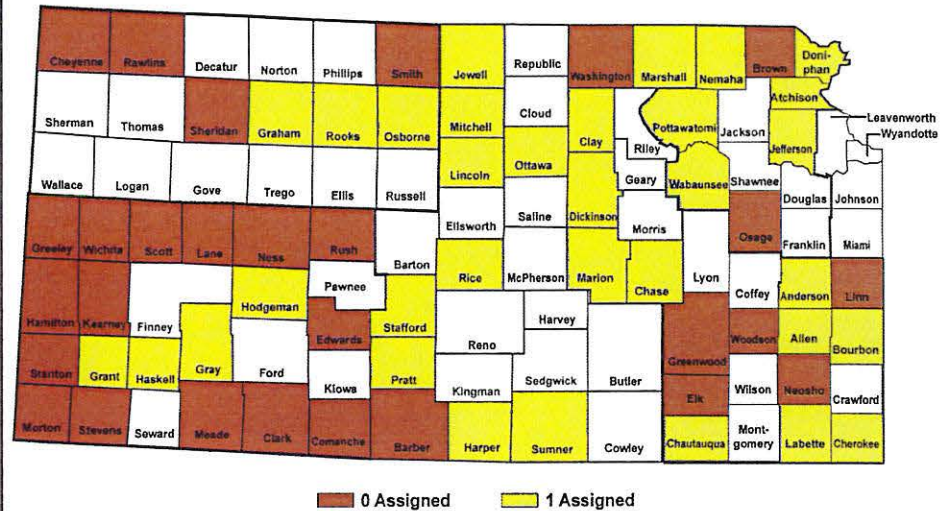 Cheyenne
Rawlins
Decatur
Norton
Phillips
Smith
Jewell
Republic
Washington
Marshall
Nemaha
Brown
Doni-
phan
Sherman
Thomas
Sheridan
Graham
Rooks
Osborne
Mitchell
Cloud
Clay
Riley
Pottawatomi
Jackson
Atchison
Jefferson
Leavenworth
Wyandotte
Wallace
Logan
Gove
Trego
Ellis
Russell
Lincoln
Ottawa
Geary
Wabaunsee
Shawnee
Douglas
Johnson
Ellsworth
Saline
Dickinson
Morris
Osage
Franklin
Miami
Greeley
Wichita
Scott
Lane
Ness
Rush
Barton
Rice
McPherson
Marion
Chase
Lyon
Coffey
Anderson
Linn
Hamilton
Kearney
Finney
Hodgeman
Pawnee
Edwards
Stafford
Reno
Harvey
Greenwood
Woodson
Allen
Bourbon
Stanton
Grant
Haskell
Gray
Ford
Kiowa
Pratt
Kingman
Sedgwick
Butler
Elk
Wilson
Neosho
Crawford
Morton
Stevens
Seward
Meade
Clark
Comanche
Barber
Harper
Sumner
Cowley
Chautauqua
Mont-
gomery
Labette
Cherokee
0 Assigned
1 Assigned